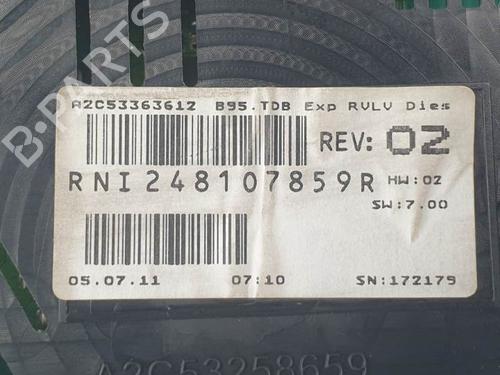 A2C53363612 B95.TDB Exp RVLV Dies
REV: 02
RNI248107859R HW:02
SW:7.00
05.07.11 07:10 SN:172179
A2C53258659
B-PARTS